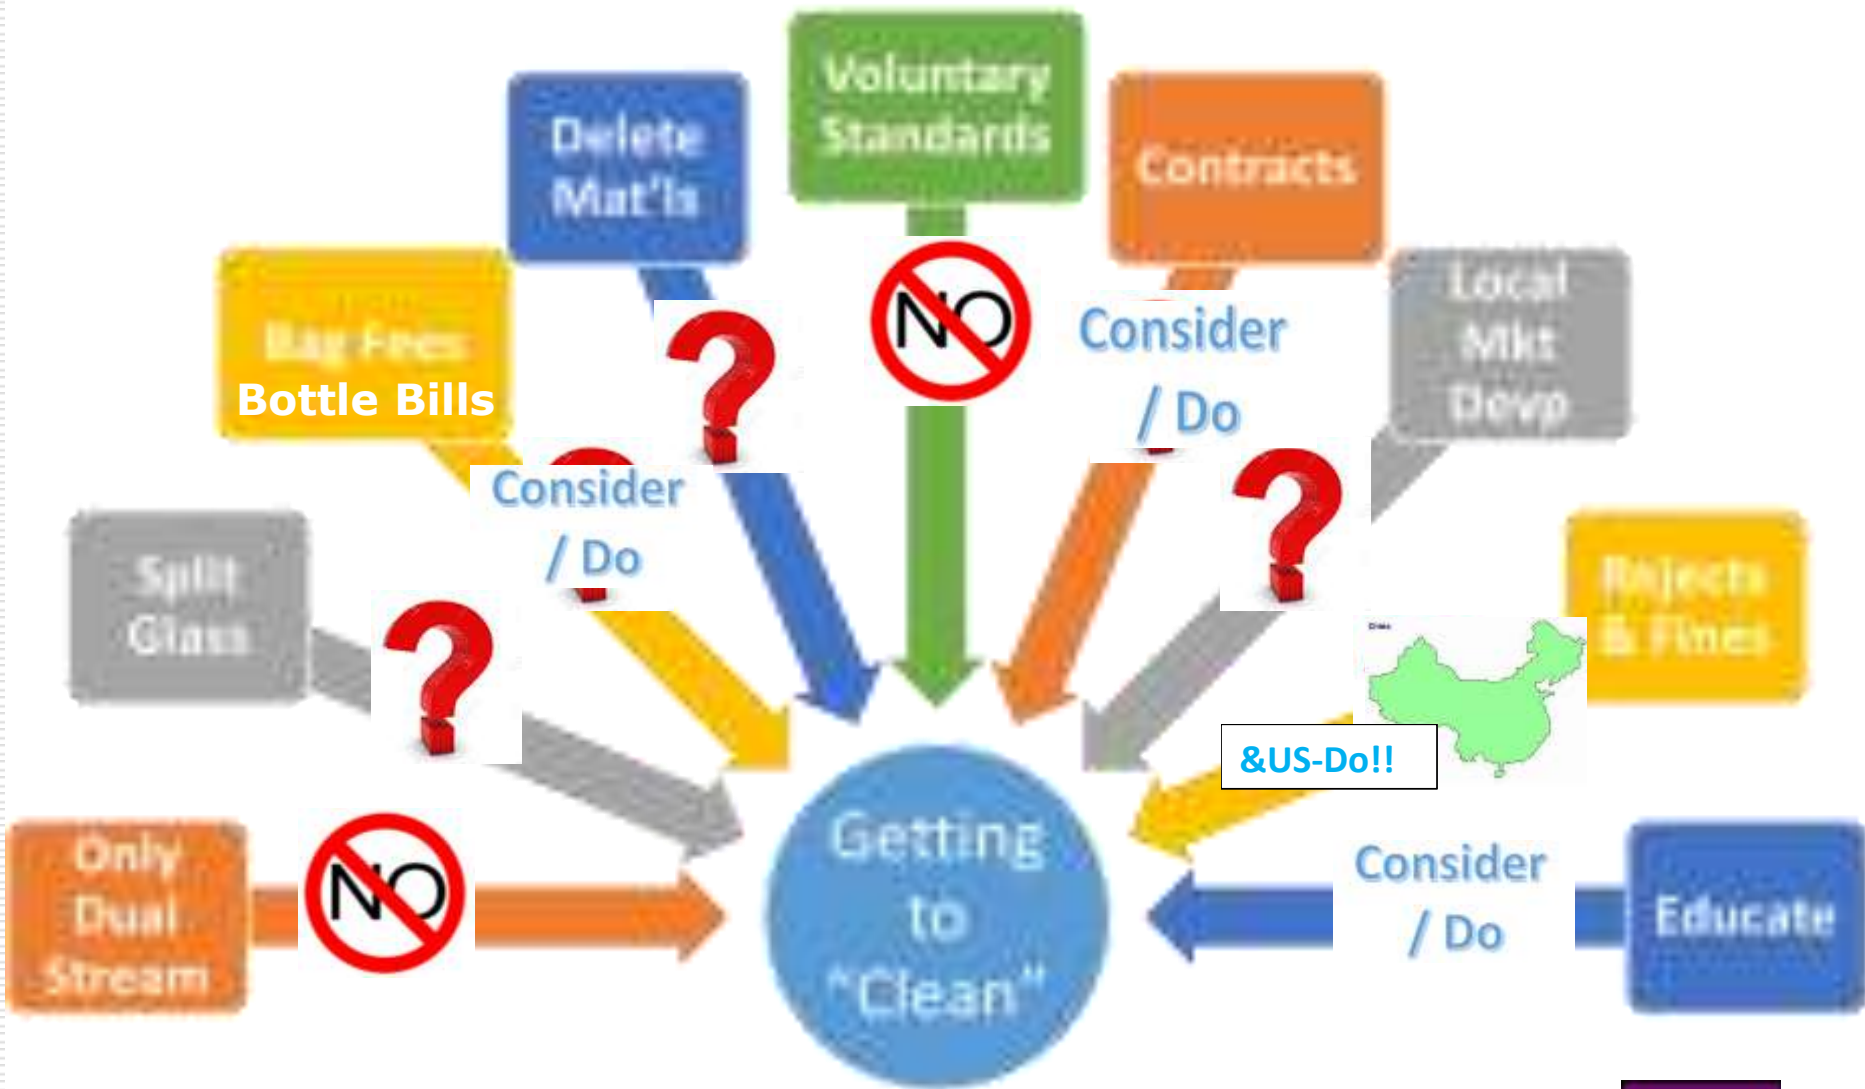 Voluntary
Standards
Delete
Mat'ls
Contracts
Bag Fees
Bottle Bills
Local
Mkt
Devp
NO
Consider
/ Do
Consider
/ Do
Split
Glass
Rejects
& Fines
China
&US-Do!!
Only
Dual
Stream
NO
Getting
to
"Clean"
Consider
/ Do
Educate